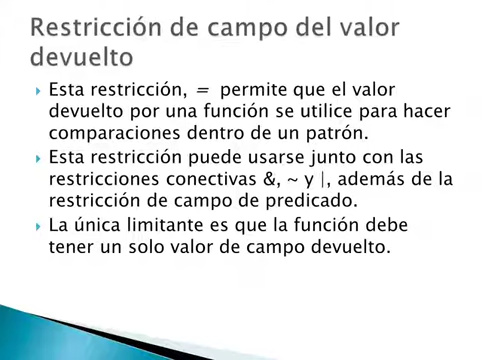 Restricción de campo del valor
devuelto
Esta restricción, = permite que el valor
devuelto por una función se utilice para hacer
comparaciones dentro de un patrón.
Esta restricción puede usarse junto con las
restricciones conectivas &, ~ y |, además de la
restricción de campo de predicado.
La única limitante es que la función debe
tener un solo valor de campo devuelto.